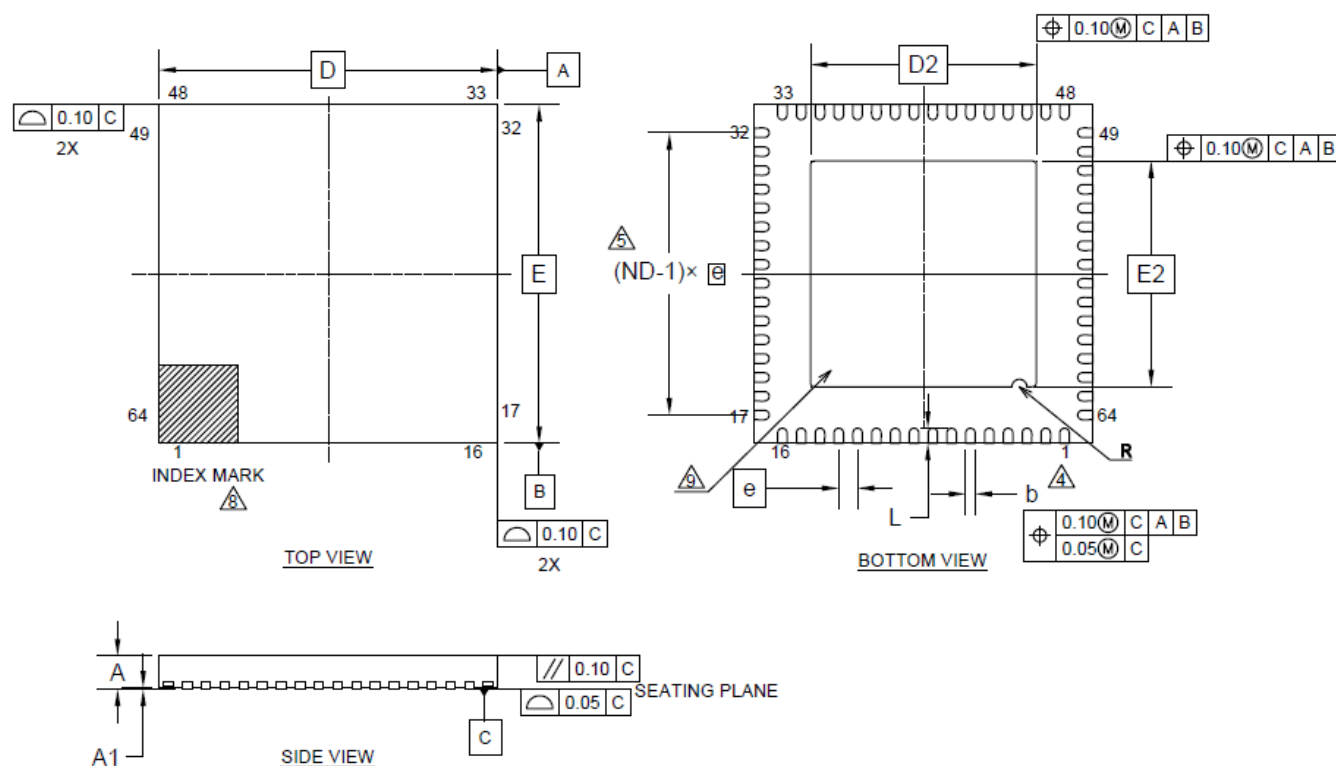 0.10 Ⓜ C A B
D
A
D2
48 33
33 48
0.10 C
2X
49
32
32
49
0.10 Ⓜ C A B
5
(ND-1)× e
E
E2
64
17
17
64
1 16
16 1
R
INDEX MARK
8
B
9
e
L
b
4
0.10 C
2X
0.10 Ⓜ C A B
0.05 Ⓜ C
TOP VIEW
BOTTOM VIEW
A
// 0.10 C
SEATING PLANE
0.05 C
C
A1
SIDE VIEW